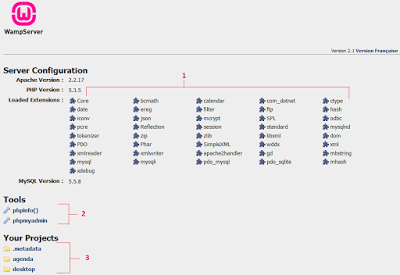 WampServer
Version 2.1 Version Française
Server Configuration
Apache Version : 2.2.17
1
PHP Version : 5.3.5
Loaded Extensions : Core bcmath calendar com_dotnet ctype
date ereg filter ftp hash
iconv json mcrypt SPL odbc
pcre Reflection session standard mysqlnd
tokenizer zip zlib libxml dom
PDO Phar SimpleXML wddx xml
xmlreader xmlwriter apache2handler gd mbstring
mysql mysqli pdo_mysql pdo_sqlite mhash
xdebug
MySQL Version : 5.5.8
Tools
phpinfo()
2
phpmyadmin
Your Projects
.metadata
agenda 3
desktop